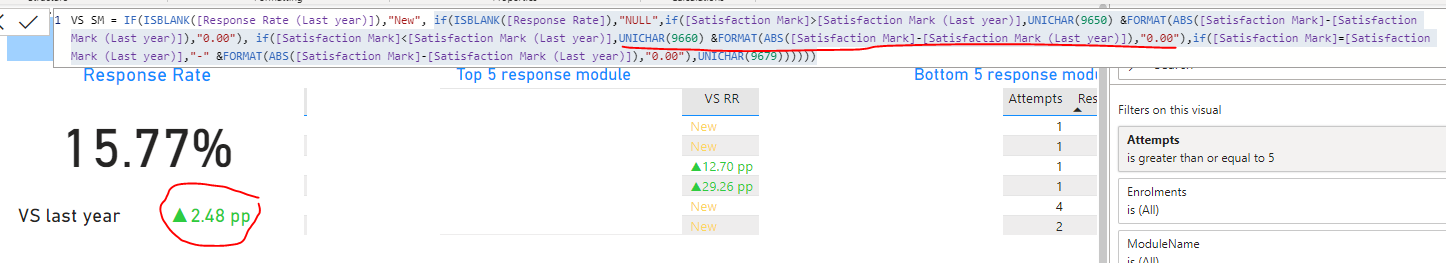 1 VS SM = IF(ISBLANK([Response Rate (Last year)]),"New", if(ISBLANK([Response Rate]),"NULL",if([Satisfaction Mark]>[Satisfaction Mark (Last year)],UNICHAR(9650) &FORMAT(ABS([Satisfaction Mark]-[Satisfaction
Mark (Last year)]),"0.00"), if([Satisfaction Mark]<[Satisfaction Mark (Last year)],UNICHAR(9660) &FORMAT(ABS([Satisfaction Mark]-[Satisfaction Mark (Last year)]),"0.00"),if([Satisfaction Mark]=[Satisfaction
Mark (Last year)],"-" &FORMAT(ABS([Satisfaction Mark]-[Satisfaction Mark (Last year)]),"0.00"),UNICHAR(9679))))))
Response Rate
15.77%
VS last year ▲2.48 pp
Top 5 response module
VS RR
New
New
▲12.70 pp
▲29.26 pp
New
New
Bottom 5 response modu
Attempts Res
1
1
1
1
4
2
Filters on this visual
Attempts
is greater than or equal to 5
Enrolments
is (All)
ModuleName
is (All)